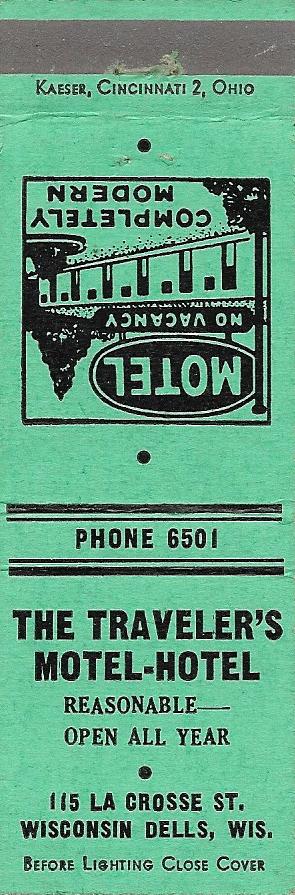 KAESER, CINCINNATI 2, OHIO
MOTEL
NO VACANCY
COMPLETELY
MODERN
PHONE 6501
THE TRAVELER'S
MOTEL-HOTEL
REASONABLE—
OPEN ALL YEAR
115 LA CROSSE ST.
WISCONSIN DELLS, WIS.
BEFORE LIGHTING CLOSE COVER